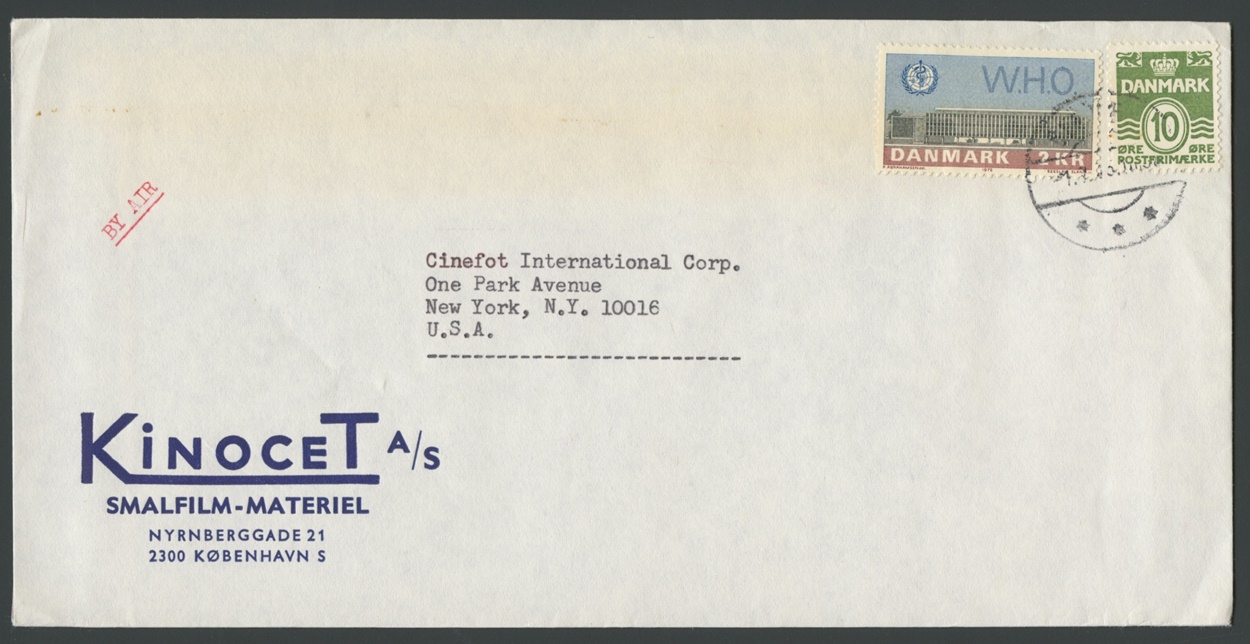 W.H.O.
DANMARK 2 KR
DANMARK
10
ØRE ØRE
POSTFRIMÆRKE
BY AIR
Cinefot International Corp.
One Park Avenue
New York, N.Y. 10016
U.S.A.
KiNOCET A/S
SMALFILM-MATERIEL
NYRNBERGGADE 21
2300 KØBENHAVN S